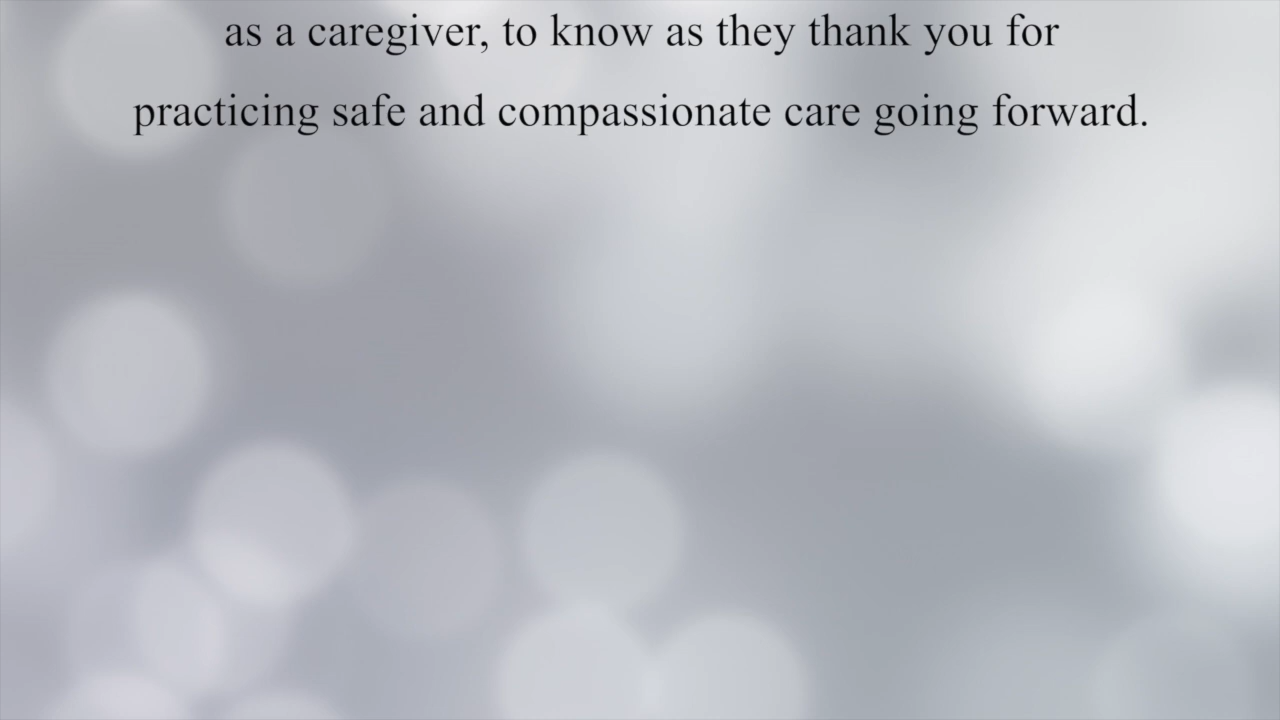 as a caregiver, to know as they thank you for
practicing safe and compassionate care going forward.